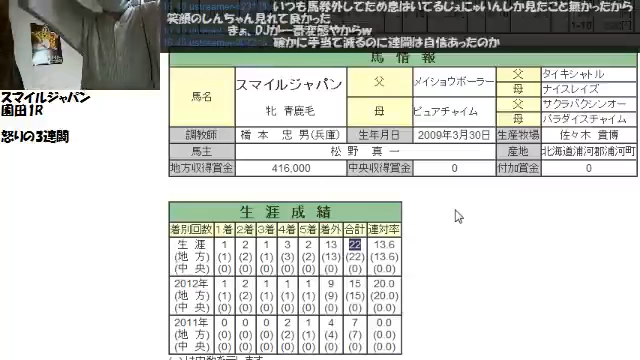 いつも馬券外してため息はいてるじぇにゃいんしか見たこと無かったから
笑顔のしんちゃん見れて良かった
まぁ、DJが一番変態やからw
確かに手当て減るのに連闘は自信あったのか
スマイルジャパン
園田1R
怒りの3連闘
馬 情 報
馬名 スマイルジャパン 父 メイショウボーラー 父 タイキシャトル
母 ナイスレイズ
牝 青鹿毛 母 ピュアチャイム 父 サクラバクシンオー
母 パラダイスチャイム
調教師 橋 本 忠 男(兵庫) 生年月日 2009年3月30日 生産牧場 佐々木 貴博
馬主 松 野 真 一 産地 北海道浦河郡浦河町
地方収得賞金 416,000 中央収得賞金 0 付加賞金 0
生 涯 成 績
着別回数 1着 2着 3着 4着 5着 着外 合計 連対率
生 涯 1 2 1 3 2 13 22 13.6
(地 方) (1) (2) (1) (3) (2) (13) (22) (13.6)
(中 央) (0) (0) (0) (0) (0) (0) (0) (0.0)
2012年 1 2 1 1 1 9 15 20.0
(地 方) (1) (2) (1) (1) (1) (9) (15) (20.0)
(中 央) (0) (0) (0) (0) (0) (0) (0) (0.0)
2011年 0 0 0 2 1 4 7 0.0
(地 方) (0) (0) (0) (2) (1) (4) (7) (0.0)
(中 央) (0) (0) (0) (0) (0) (0) (0) (0.0)